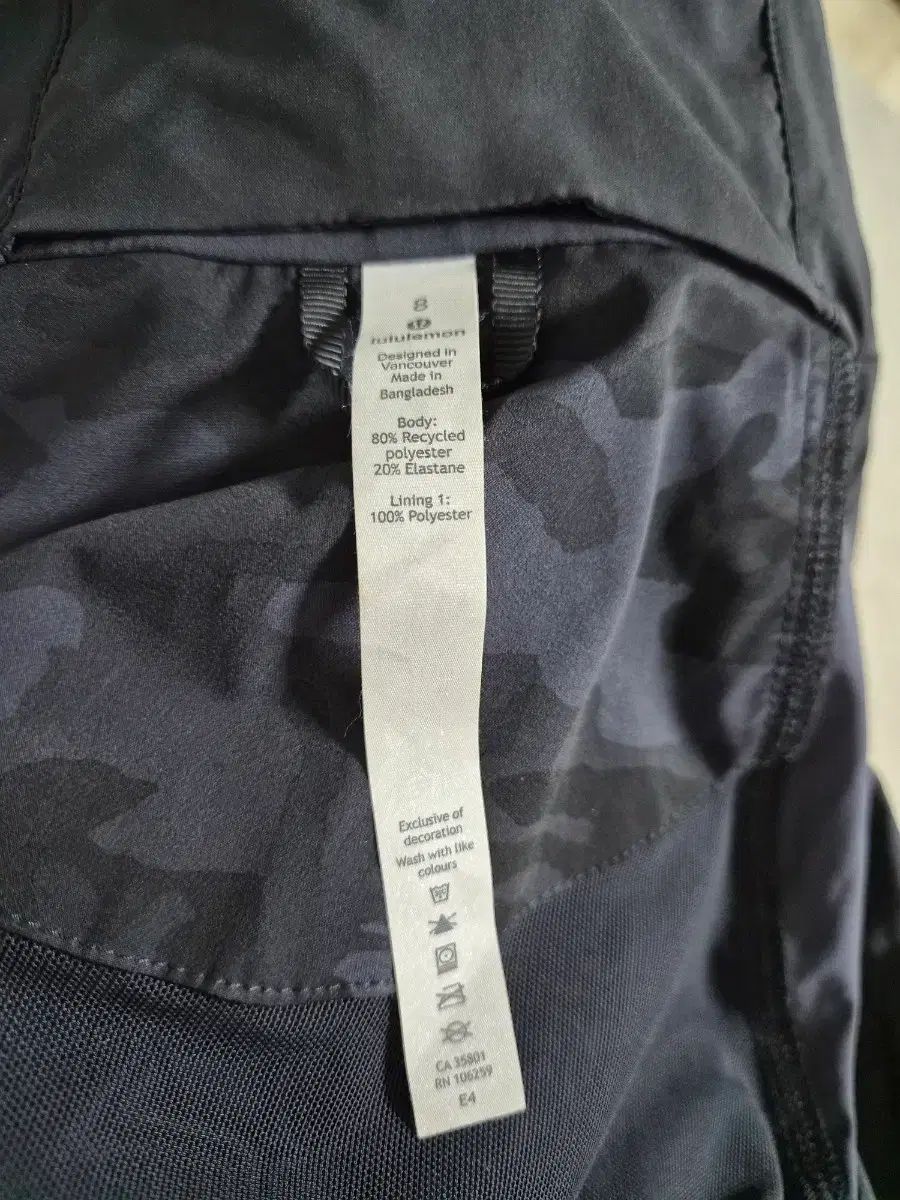 8
lululemon
Designed in
Vancouver
Made in
Bangladesh
Body:
80% Recycled
polyester
20% Elastane
Lining 1:
100% Polyester
Exclusive of
decoration
Wash with like
colours
CA 35801
RN 106259
E4